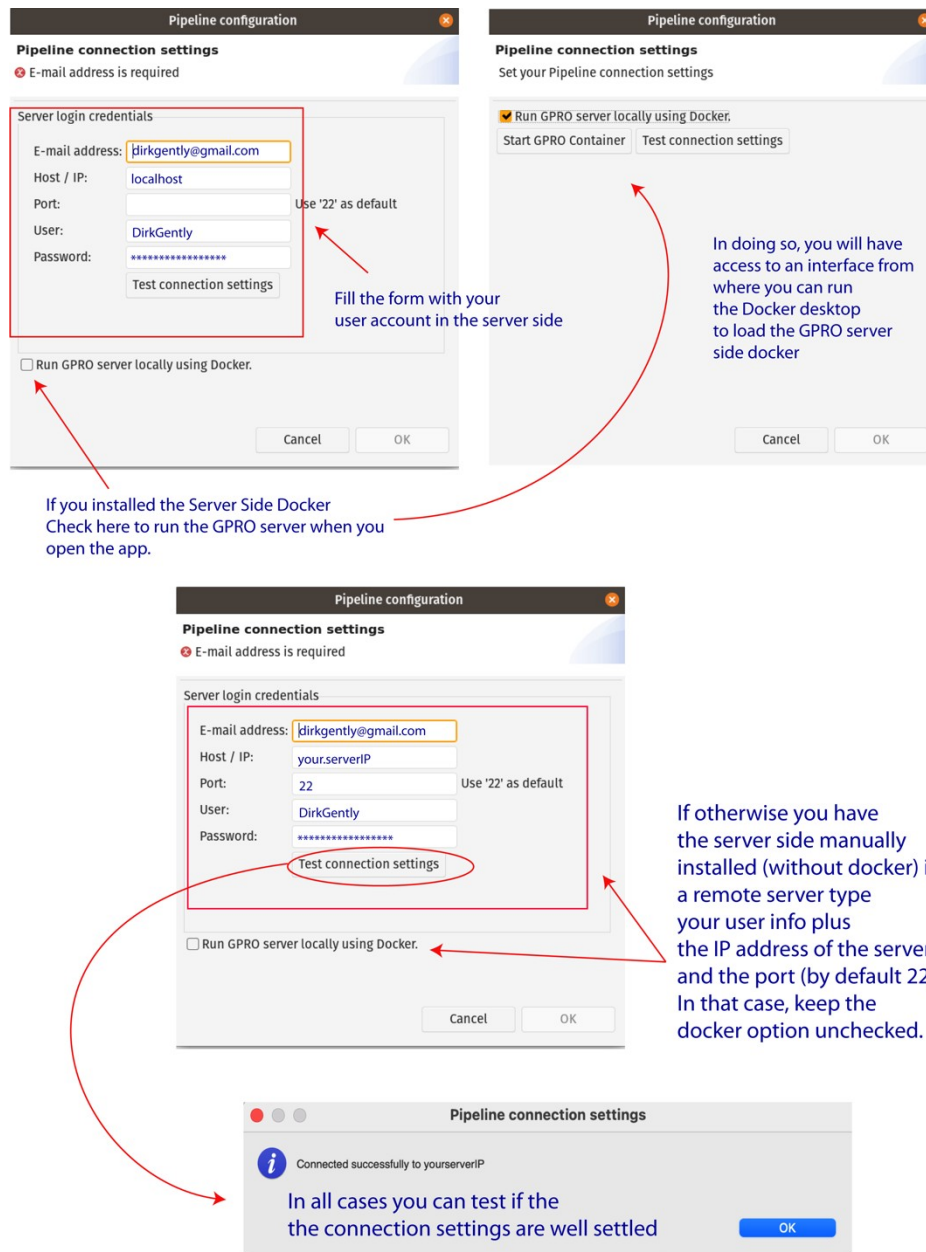 Pipeline configuration
Pipeline connection settings
E-mail address is required
Server login credentials
E-mail address: dirkgently@gmail.com
Host / IP: localhost
Port: Use '22' as default
User: DirkGently
Password: *****************
Test connection settings
Run GPRO server locally using Docker.
Cancel OK
Fill the form with your
user account in the server side
Pipeline configuration
Pipeline connection settings
Set your Pipeline connection settings
Run GPRO server locally using Docker.
Start GPRO Container Test connection settings
In doing so, you will have
access to an interface from
where you can run
the Docker desktop
to load the GPRO server
side docker
Cancel OK
If you installed the Server Side Docker
Check here to run the GPRO server when you
open the app.
Pipeline configuration
Pipeline connection settings
E-mail address is required
Server login credentials
E-mail address: dirkgently@gmail.com
Host / IP: your.serverIP
Port: 22 Use '22' as default
User: DirkGently
Password: *****************
Test connection settings
Run GPRO server locally using Docker.
Cancel OK
If otherwise you have
the server side manually
installed (without docker)
a remote server type
your user info plus
the IP address of the server
and the port (by default 22
In that case, keep the
docker option unchecked.
Pipeline connection settings
Connected successfully to yourserverIP
In all cases you can test if the
the connection settings are well settled
OK